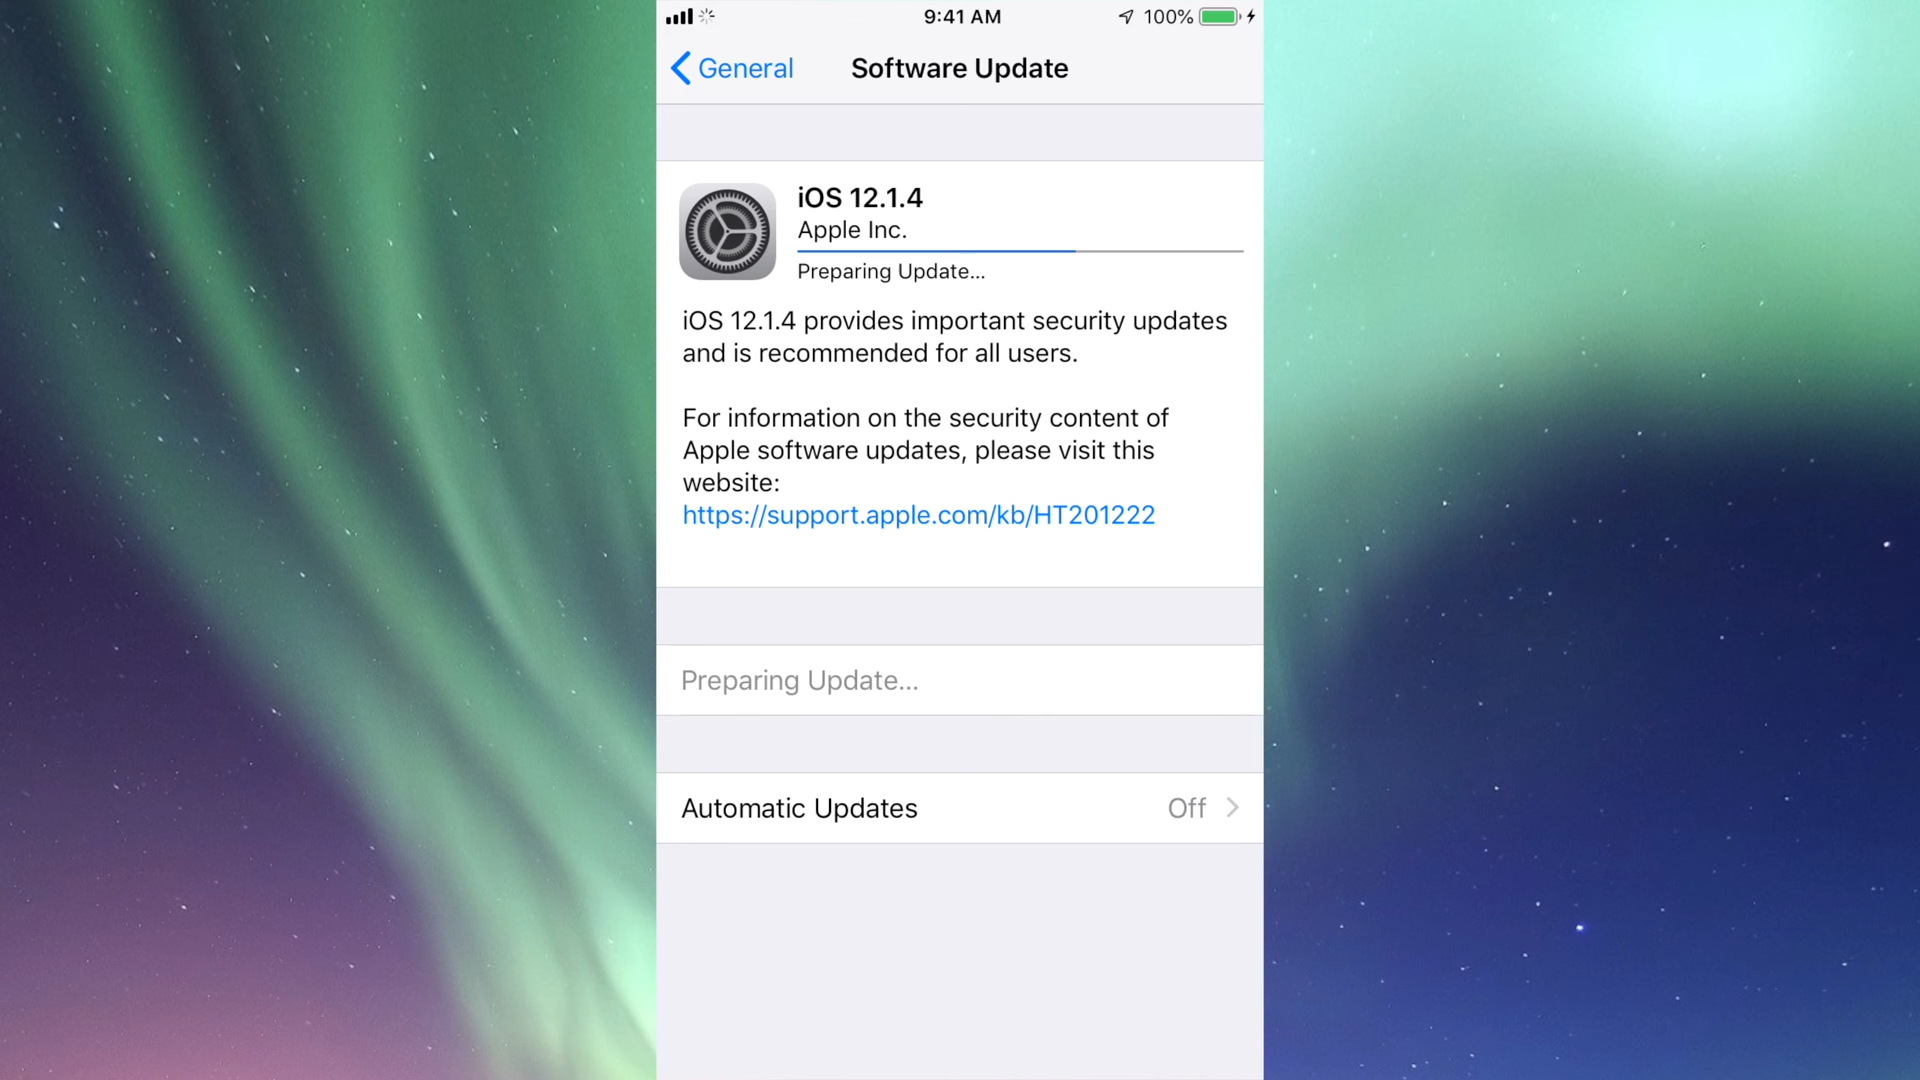 9:41 AM 100%
General Software Update
iOS 12.1.4
Apple Inc.
Preparing Update...
iOS 12.1.4 provides important security updates
and is recommended for all users.
For information on the security content of
Apple software updates, please visit this
website:
https://support.apple.com/kb/HT201222
Preparing Update...
Automatic Updates Off